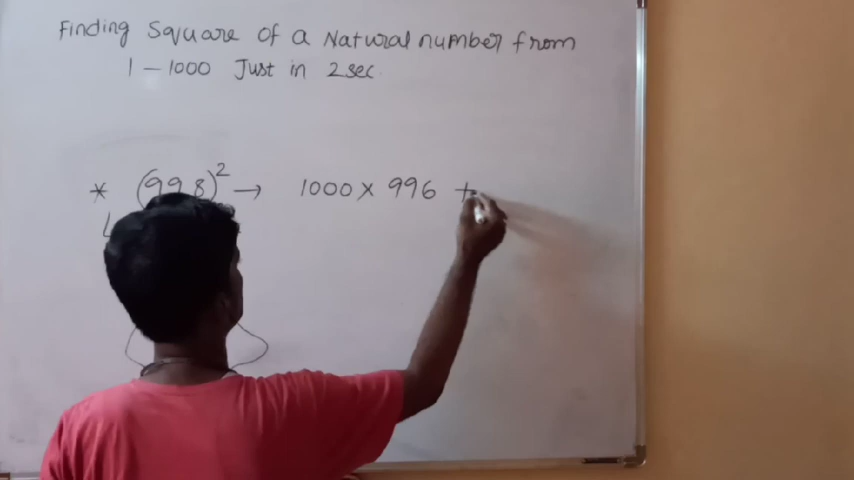 Finding Square of a Natural number from
1 - 1000 Just in 2 sec.
* (998)² → 1000 × 996 +